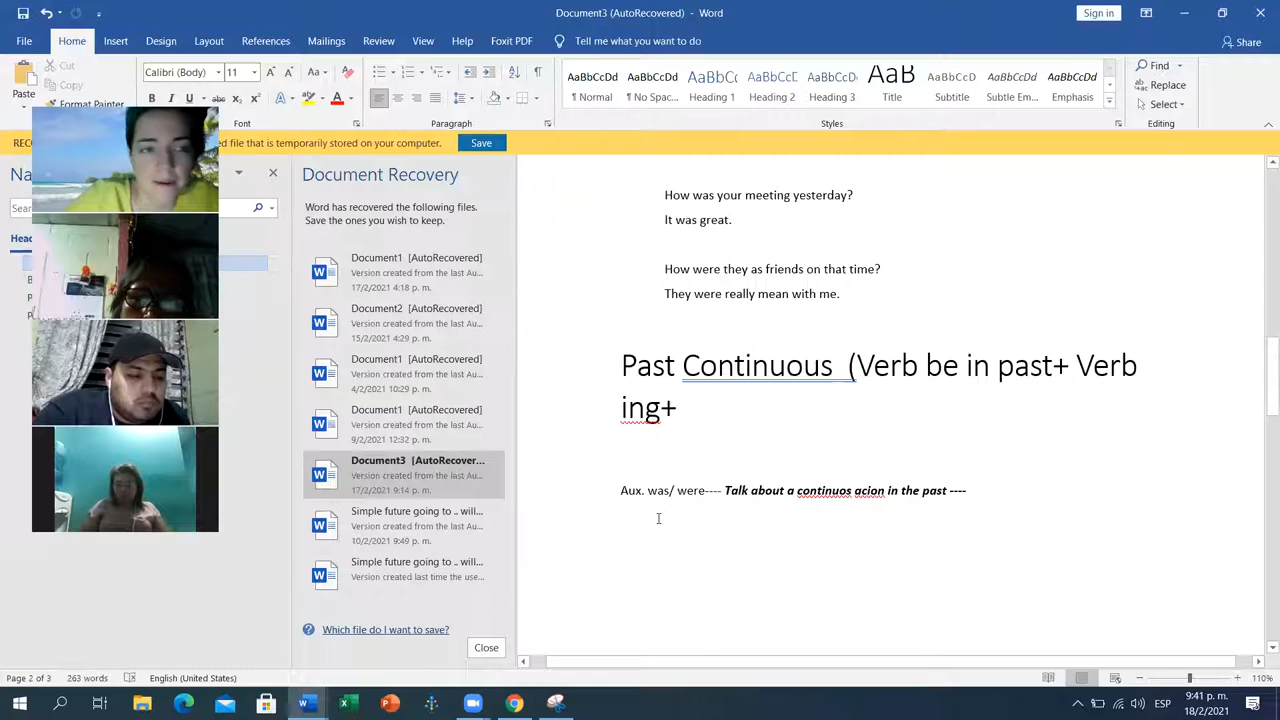 Document3 (AutoRecovered) - Word
Sign in
File Home Insert Design Layout References Mailings Review View Help Foxit PDF Tell me what you want to do Share
Cut
Paste
Format Painter
Calibri (Body) 11
AaBbCcDd AaBbCcDd AaBbC AaBbCcC AaBbCcD AaB AaBbCcD AaBbCcDd AaBbCcDd
¶ Normal ¶ No Spac... Heading 1 Heading 2 Heading 3 Title Subtitle Subtle Em... Emphasis
Find
Replace
Select
Font Paragraph Styles Editing
file that is temporarily stored on your computer. Save
Document Recovery
Word has recovered the following files.
Save the ones you wish to keep.
Document1 [AutoRecovered]
Version created from the last Au...
17/2/2021 4:18 p. m.
Document2 [AutoRecovered]
Version created from the last Au...
15/2/2021 4:29 p. m.
Document1 [AutoRecovered]
Version created from the last Au...
4/2/2021 10:29 p. m.
Document1 [AutoRecovered]
Version created from the last Au...
9/2/2021 12:32 p. m.
Document3 [AutoRecover...
Version created from the last Au...
17/2/2021 9:14 p. m.
Simple future going to .. will...
Version created from the last Au...
10/2/2021 9:49 p. m.
Simple future going to .. will...
Version created last time the use...
Which file do I want to save?
Close
How was your meeting yesterday?
It was great.
How were they as friends on that time?
They were really mean with me.
Past Continuous (Verb be in past+ Verb
ing+
Aux. was/ were---- Talk about a continuos acion in the past ----
Page 2 of 3 263 words English (United States) 110%
ESP 9:41 p. m.
18/2/2021